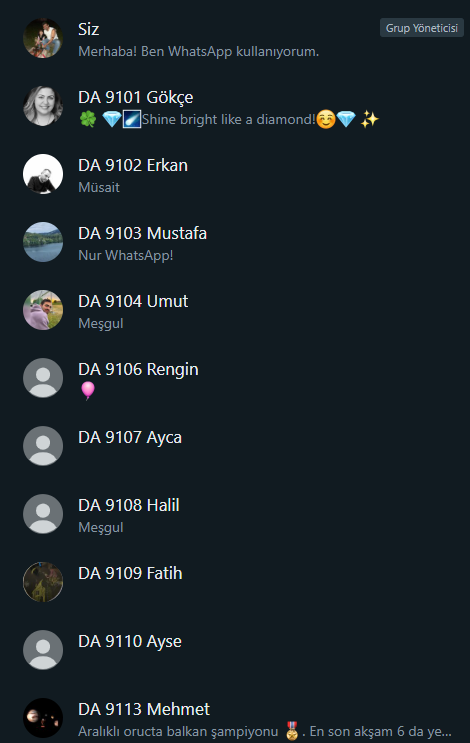 Siz
Grup Yöneticisi
Merhaba! Ben WhatsApp kullanıyorum.
DA 9101 Gökçe
🍀 💎🌠Shine bright like a diamond!☺️💎 ✨
DA 9102 Erkan
Müsait
DA 9103 Mustafa
Nur WhatsApp!
DA 9104 Umut
Meşgul
DA 9106 Rengin
🎈
DA 9107 Ayca
DA 9108 Halil
Meşgul
DA 9109 Fatih
DA 9110 Ayse
DA 9113 Mehmet
Aralıklı oructa balkan şampiyonu 🎖️. En son akşam 6 da ye...